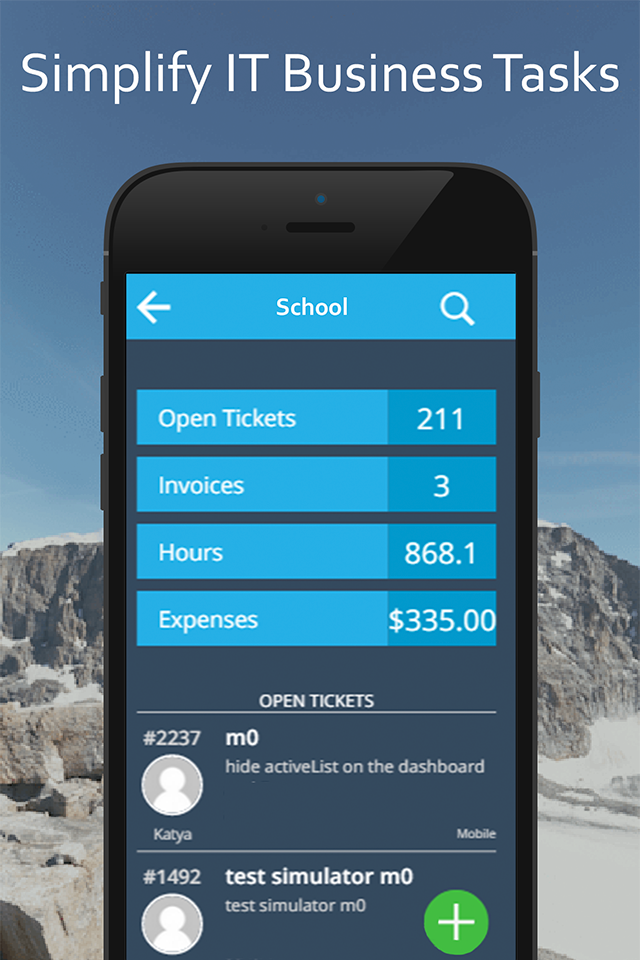 Simplify IT Business Tasks
School
Open Tickets 211
Invoices 3
Hours 868.1
Expenses $335.00
OPEN TICKETS
#2237 m0
hide activeList on the dashboard
Katya Mobile
#1492 test simulator m0
test simulator m0